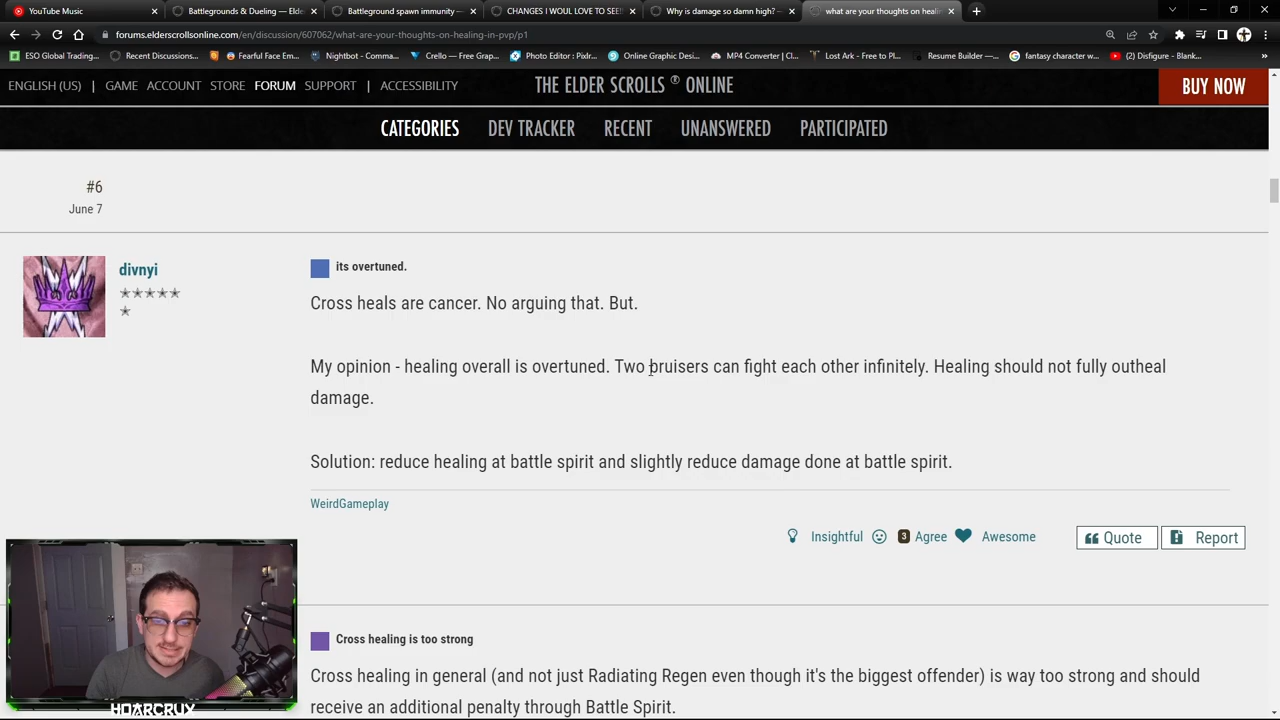 YouTube Music
Battlegrounds & Dueling — Elde
Battleground spawn immunity —
CHANGES I WOUL LOVE TO SEE!
Why is damage so damn high? —
what are your thoughts on healin
forums.elderscrollsonline.com/en/discussion/607062/what-are-your-thoughts-on-healing-in-pvp/p1
ESO Global Trading...
Recent Discussions...
Fearful Face Em...
Nightbot - Comma...
Crello — Free Grap...
Photo Editor : Pixlr...
Online Graphic Desi...
MP4 Converter | Cl...
Lost Ark - Free to Pl...
Resume Builder —...
fantasy character w...
(2) Disfigure - Blank...
ENGLISH (US) | GAME ACCOUNT STORE FORUM SUPPORT | ACCESSIBILITY
THE ELDER SCROLLS ® ONLINE
BUY NOW
CATEGORIES DEV TRACKER RECENT UNANSWERED PARTICIPATED
#6
June 7
divnyi
its overtuned.
Cross heals are cancer. No arguing that. But.
My opinion - healing overall is overtuned. Two bruisers can fight each other infinitely. Healing should not fully outheal
damage.
Solution: reduce healing at battle spirit and slightly reduce damage done at battle spirit.
WeirdGameplay
Insightful 3 Agree Awesome Quote Report
Cross healing is too strong
Cross healing in general (and not just Radiating Regen even though it's the biggest offender) is way too strong and should
receive an additional penalty through Battle Spirit.
HOARCRUX